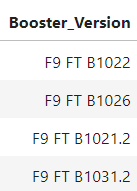 Booster_Version
F9 FT B1022
F9 FT B1026
F9 FT B1021.2
F9 FT B1031.2